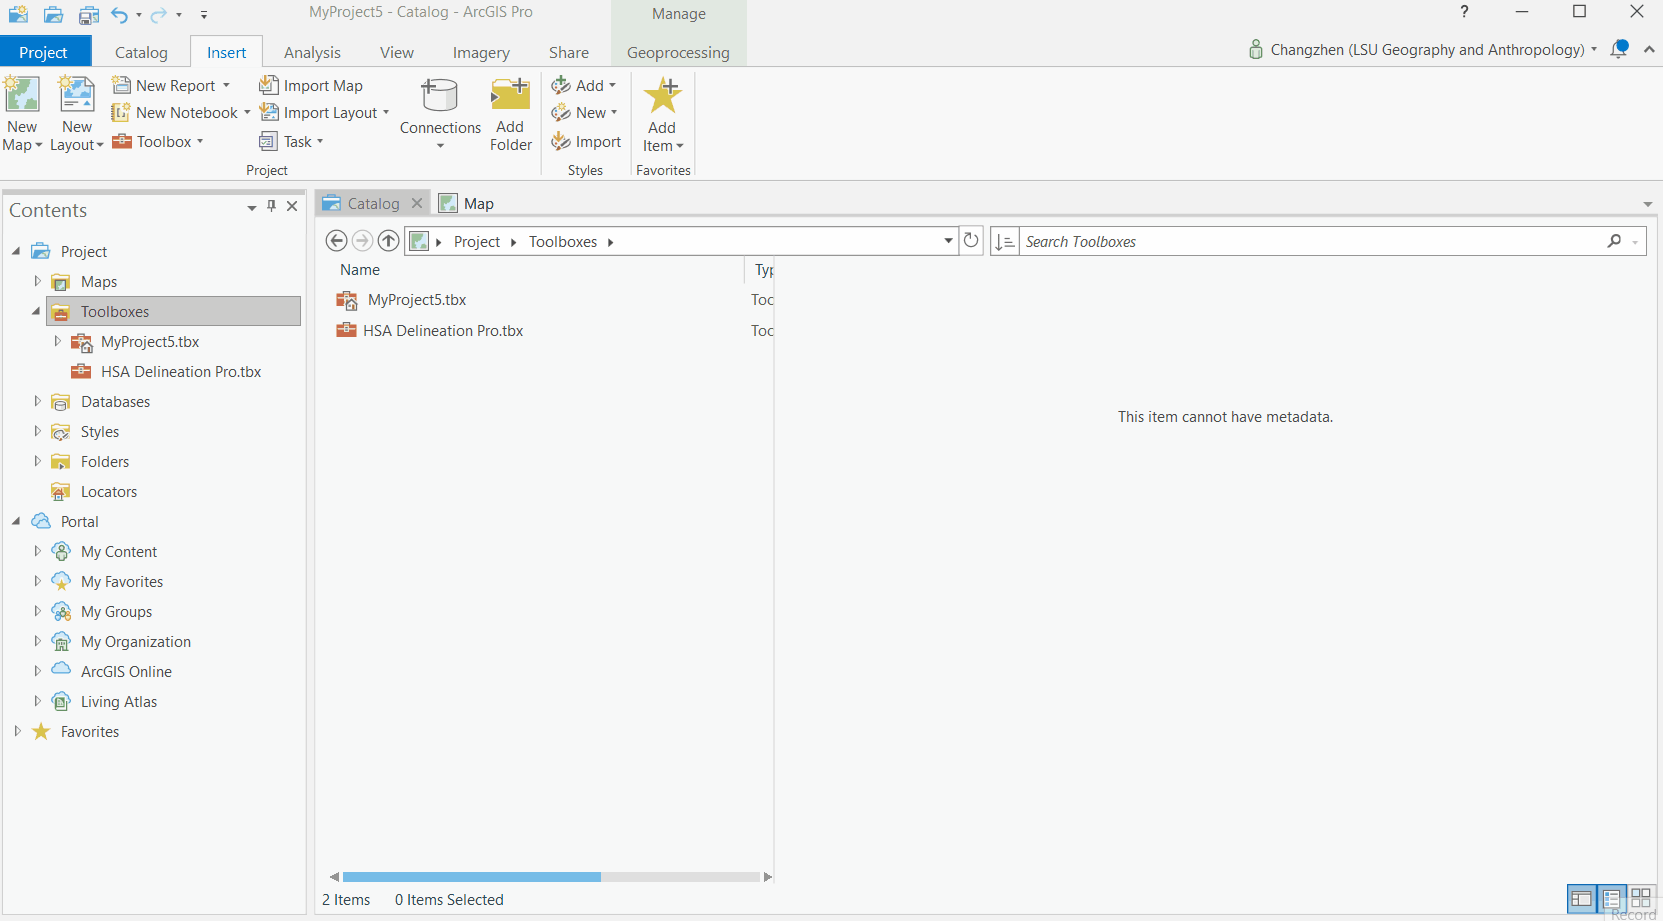 MyProject5 - Catalog - ArcGIS Pro
Manage
?
Project
Catalog
Insert
Analysis
View
Imagery
Share
Geoprocessing
Changzhen (LSU Geography and Anthropology)
New Map
New Layout
New Report
New Notebook
Toolbox
Import Map
Import Layout
Task
Connections
Add Folder
Add
New
Import
Add Item
Project
Styles
Favorites
Contents
Project
Maps
Toolboxes
MyProject5.tbx
HSA Delineation Pro.tbx
Databases
Styles
Folders
Locators
Portal
My Content
My Favorites
My Groups
My Organization
ArcGIS Online
Living Atlas
Favorites
Catalog
Map
Project
Toolboxes
Search Toolboxes
Name
Typ
MyProject5.tbx
Too
HSA Delineation Pro.tbx
Too
This item cannot have metadata.
2 Items
0 Items Selected
Record